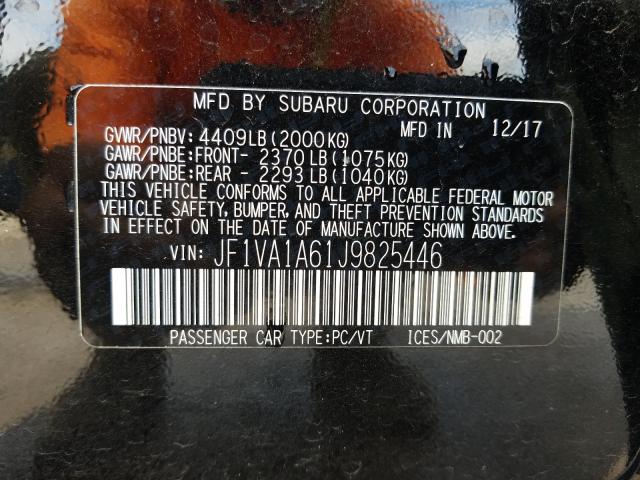 MFD BY SUBARU CORPORATION
GVWR/PNBV: 4409LB (2000KG) MFD IN 12/17
GAWR/PNBE:FRONT- 2370LB (1075KG)
GAWR/PNBE:REAR - 2293LB (1040KG)
THIS VEHICLE CONFORMS TO ALL APPLICABLE FEDERAL MOTOR
VEHICLE SAFETY, BUMPER, AND THEFT PREVENTION STANDARDS
IN EFFECT ON THE DATE OF MANUFACTURE SHOWN ABOVE.
VIN: JF1VA1A61J9825446
PASSENGER CAR TYPE:PC/VT ICES/NMB-002